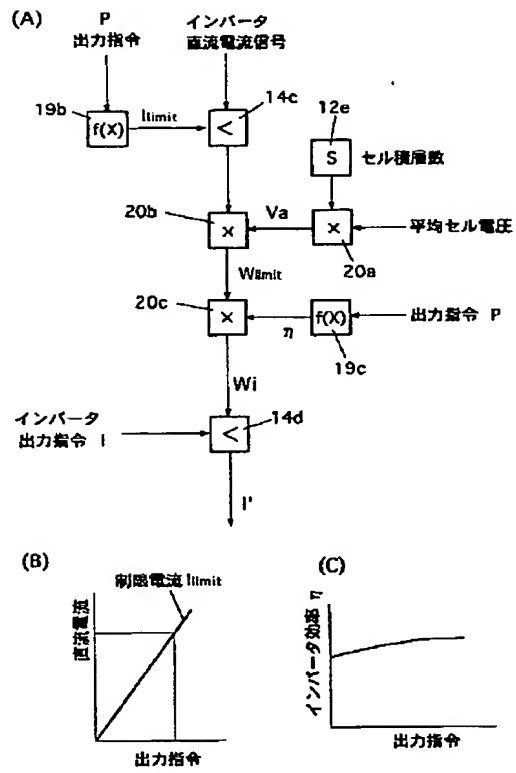 (A)
P
出力指令
インバータ
直流電流信号
19b
f(X)
Ilimit
<
14c
12e
S
セル積層数
20b
×
Va
×
平均セル電圧
20a
Wlimit
20c
×
η
f(X)
出力指令 P
19c
Wi
インバータ
出力指令 I
<
14d
I'
(B)
制限電流 Ilimit
直流電流
出力指令
(C)
インバータ効率 η
出力指令